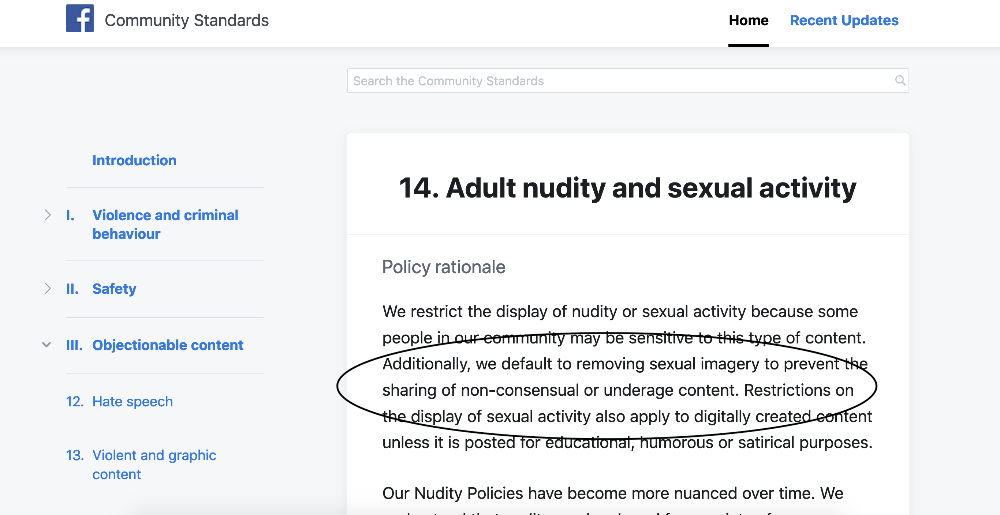 f Community Standards
Home Recent Updates
Search the Community Standards
Introduction
I. Violence and criminal
behaviour
II. Safety
III. Objectionable content
12. Hate speech
13. Violent and graphic
content
14. Adult nudity and sexual activity
Policy rationale
We restrict the display of nudity or sexual activity because some
people in our community may be sensitive to this type of content.
Additionally, we default to removing sexual imagery to prevent the
sharing of non-consensual or underage content. Restrictions on
the display of sexual activity also apply to digitally created content
unless it is posted for educational, humorous or satirical purposes.
Our Nudity Policies have become more nuanced over time. We